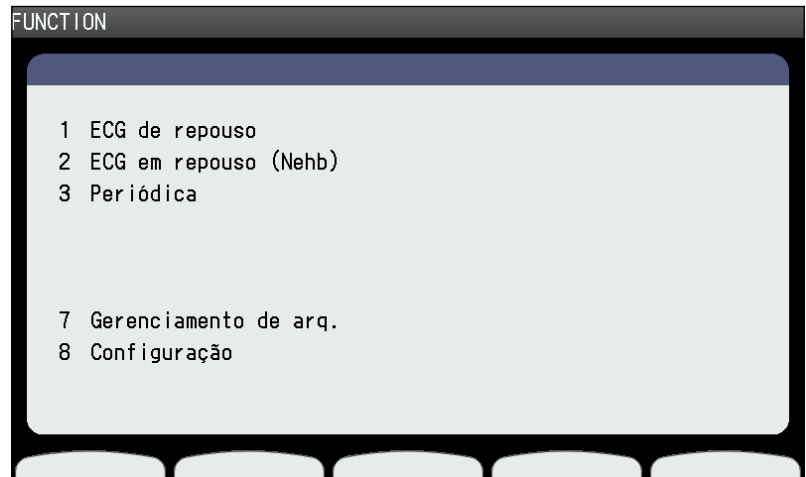 FUNCTION
1 ECG de repouso
2 ECG em repouso (Nehb)
3 Periódica
7 Gerenciamento de arq.
8 Configuração